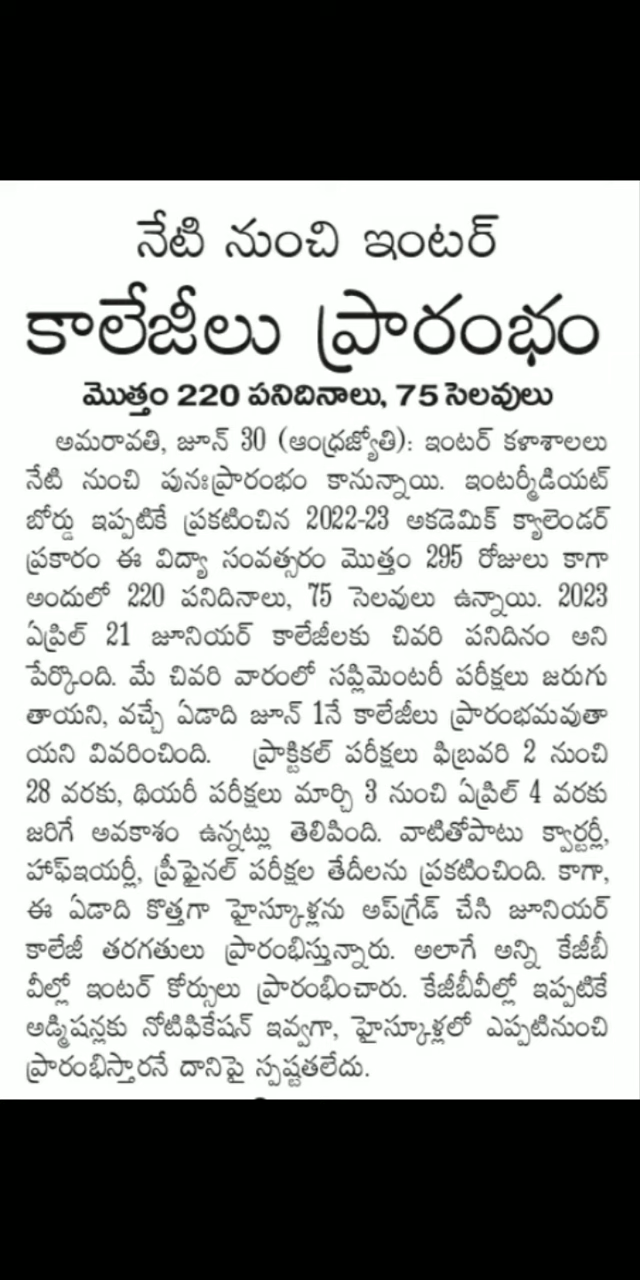 నేటి నుంచి ఇంటర్
కాలేజీలు ప్రారంభం
మొత్తం 220 పనిదినాలు, 75 సెలవులు
అమరావతి, జూన్ 30 (ఆంధ్రజ్యోతి): ఇంటర్ కళాశాలలు
నేటి నుంచి పునఃప్రారంభం కానున్నాయి. ఇంటర్మీడియట్
బోర్డు ఇప్పటికే ప్రకటించిన 2022-23 అకడెమిక్ క్యాలెండర్
ప్రకారం ఈ విద్యా సంవత్సరం మొత్తం 295 రోజులు కాగా
అందులో 220 పనిదినాలు, 75 సెలవులు ఉన్నాయి. 2023
ఏప్రిల్ 21 జూనియర్ కాలేజీలకు చివరి పనిదినం అని
పేర్కొంది. మే చివరి వారంలో సప్లిమెంటరీ పరీక్షలు జరుగు
తాయని, వచ్చే ఏడాది జూన్ 1నే కాలేజీలు ప్రారంభమవుతా
యని వివరించింది. ప్రాక్టికల్ పరీక్షలు ఫిబ్రవరి 2 నుంచి
28 వరకు, థియరీ పరీక్షలు మార్చి 3 నుంచి ఏప్రిల్ 4 వరకు
జరిగే అవకాశం ఉన్నట్లు తెలిపింది. వాటితోపాటు క్వార్టర్లీ,
హాఫ్ఇయర్లీ, ప్రీఫైనల్ పరీక్షల తేదీలను ప్రకటించింది. కాగా,
ఈ ఏడాది కొత్తగా హైస్కూళ్లను అప్‌గ్రేడ్ చేసి జూనియర్
కాలేజీ తరగతులు ప్రారంభిస్తున్నారు. అలాగే అన్ని కేజీబీ
వీల్లో ఇంటర్ కోర్సులు ప్రారంభించారు. కేజీబీవీల్లో ఇప్పటికే
అడ్మిషన్లకు నోటిఫికేషన్ ఇవ్వగా, హైస్కూళ్లలో ఎప్పటినుంచి
ప్రారంభిస్తారనే దానిపై స్పష్టతలేదు.